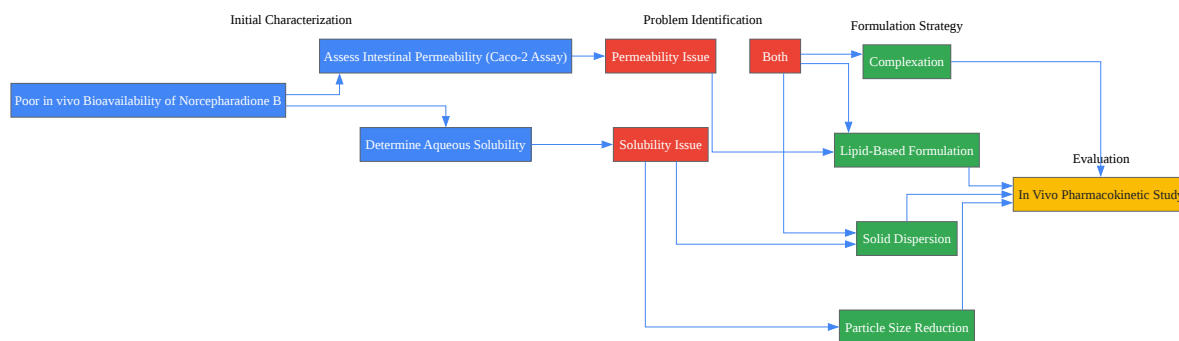 Initial Characterization
Problem Identification
Formulation Strategy
Assess Intestinal Permeability (Caco-2 Assay)
Permeability Issue
Both
Complexation
Poor in vivo Bioavailability of Norcepharadione B
Determine Aqueous Solubility
Solubility Issue
Lipid-Based Formulation
Evaluation
In Vivo Pharmacokinetic Study
Solid Dispersion
Particle Size Reduction